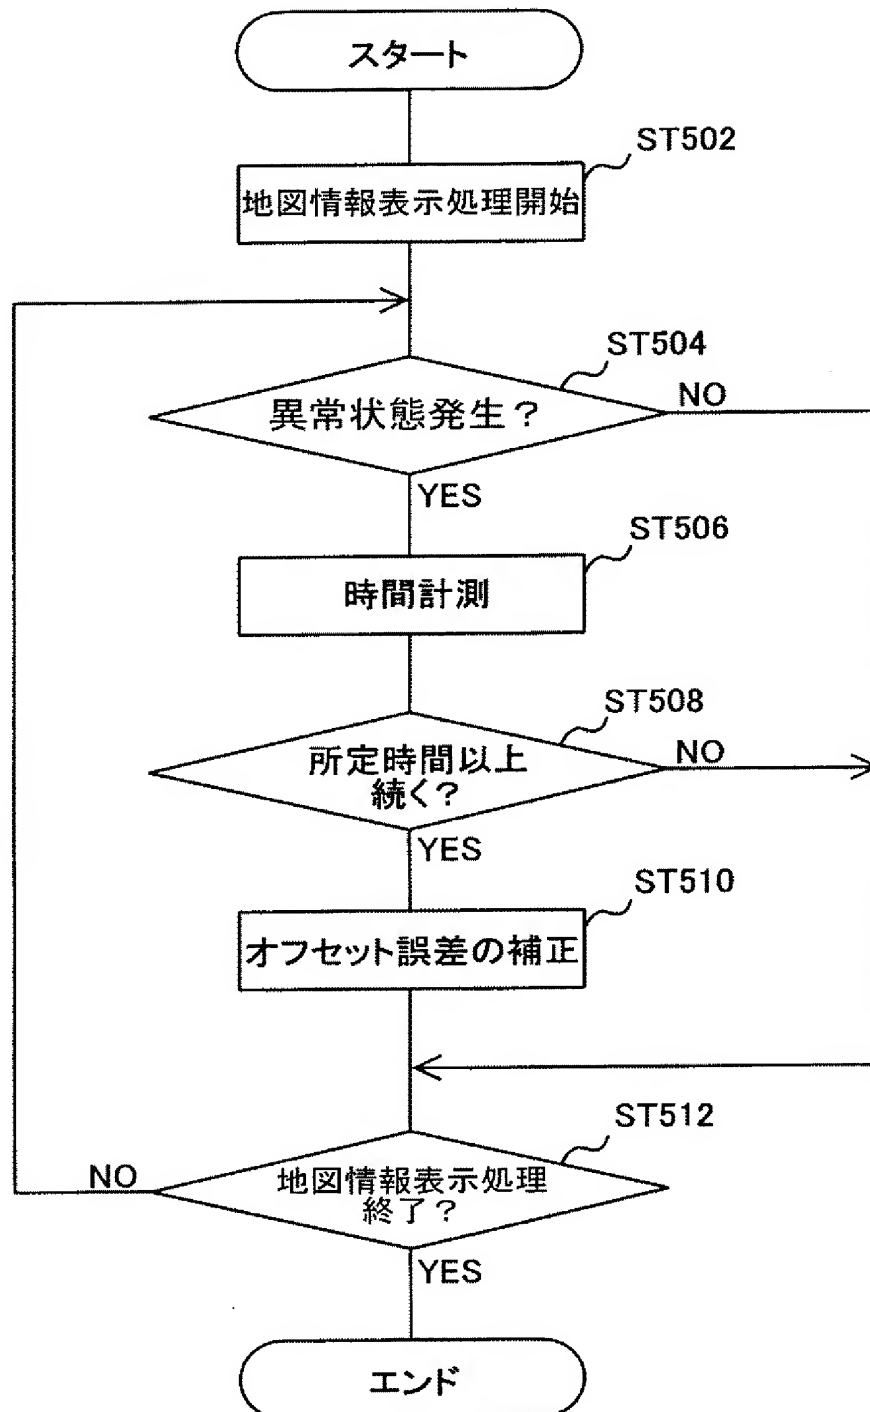 スタート
ST502
地図情報表示処理開始
ST504
異常状態発生？
NO
YES
ST506
時間計測
ST508
所定時間以上
続く？
NO
YES
ST510
オフセット誤差の補正
ST512
地図情報表示処理
終了？
NO
YES
エンド